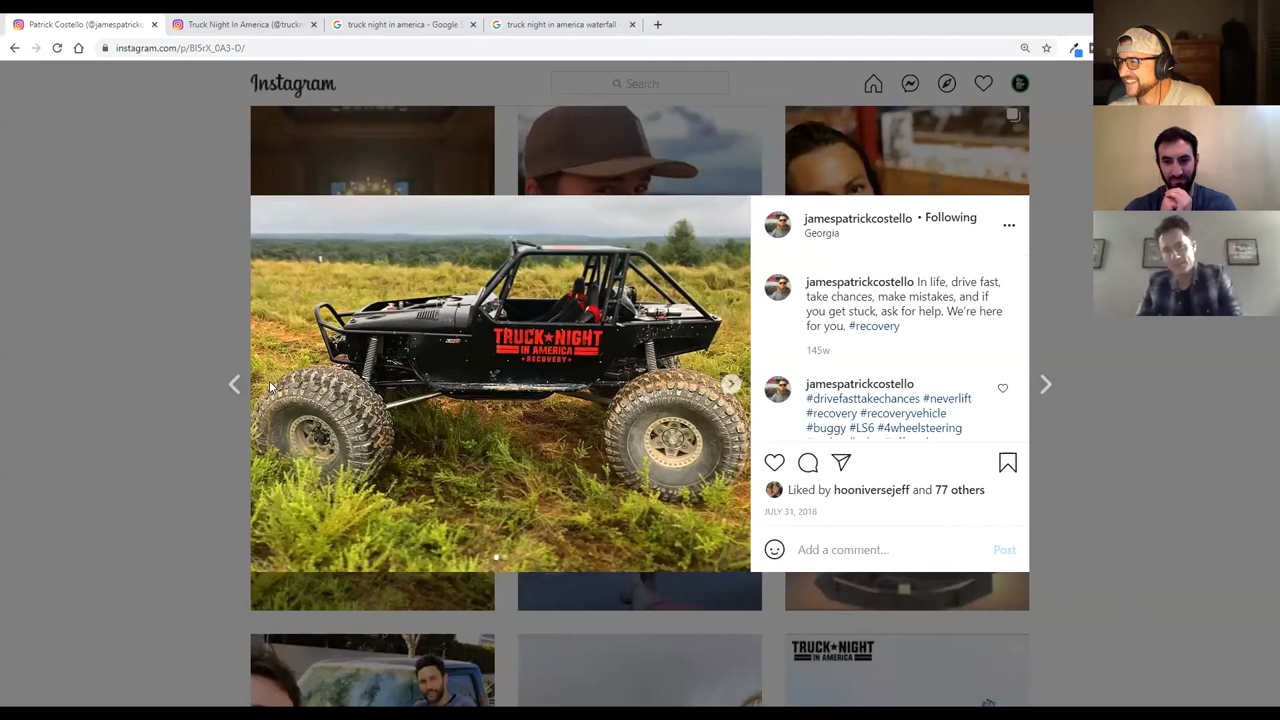 Patrick Costello (@jamespatrickc
Truck Night In America (@truckn
truck night in america - Google S
truck night in america waterfall
instagram.com/p/BI5rX_0A3-D/
Instagram
Search
jamespatrickcostello • Following
Georgia
jamespatrickcostello In life, drive fast,
take chances, make mistakes, and if
you get stuck, ask for help. We're here
for you. #recovery
145w
jamespatrickcostello
#drivefasttakechances #neverlift
#recovery #recoveryvehicle
#buggy #LS6 #4wheelsteering
Liked by hooniversejeff and 77 others
JULY 31, 2018
Add a comment...
Post
TRUCK★NIGHT
IN AMERICA
★RECOVERY★
TRUCK★NIGHT
IN AMERICA